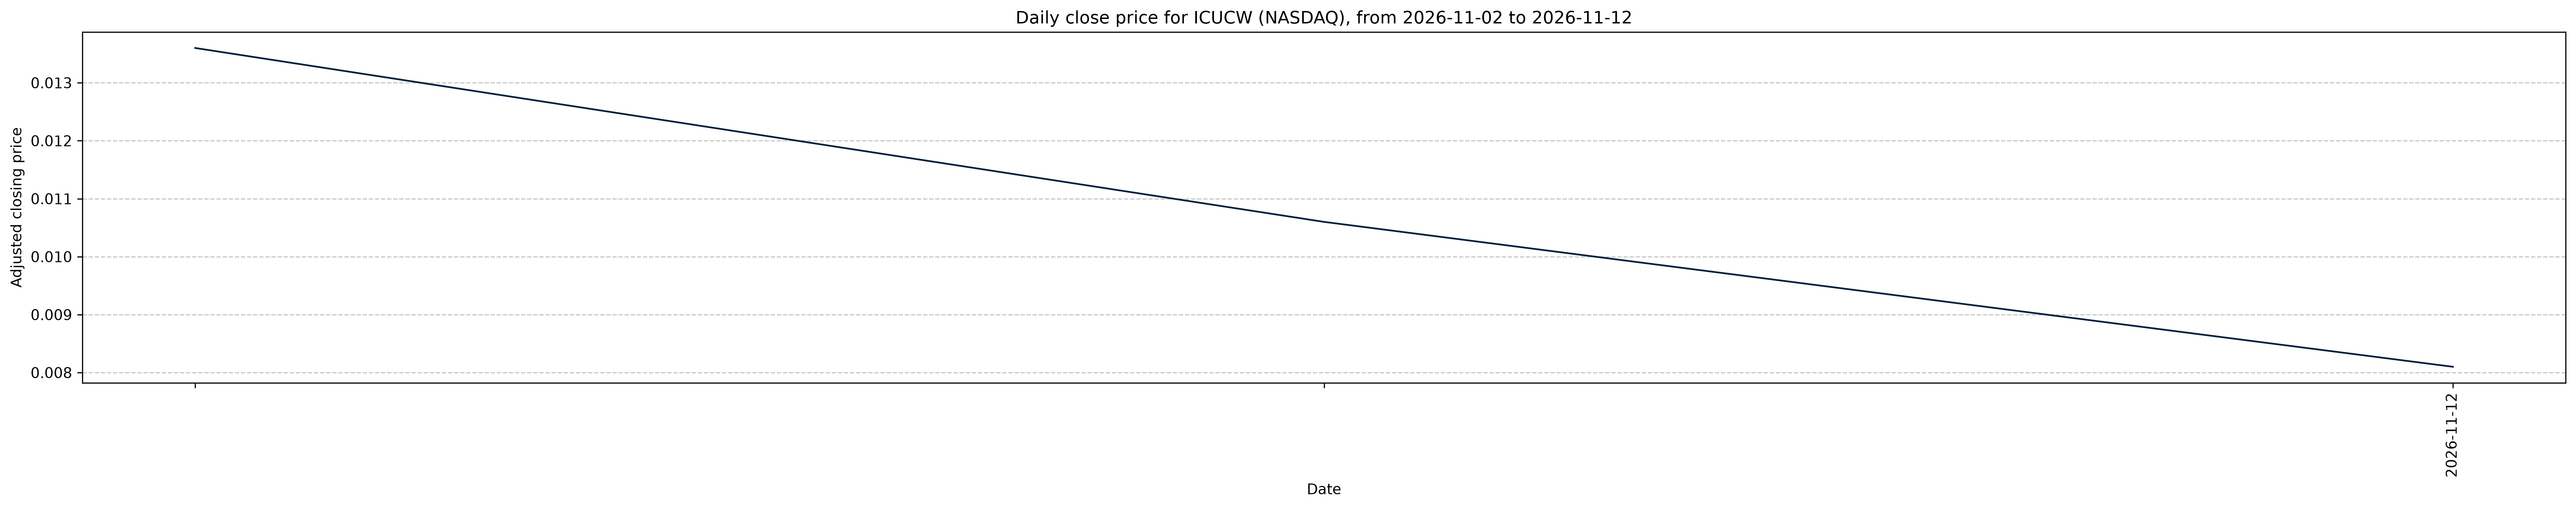 Daily close price for ICUCW (NASDAQ), from 2026-11-02 to 2026-11-12
Adjusted closing price
0.013
0.012
0.011
0.010
0.009
0.008
2026-11-12
Date